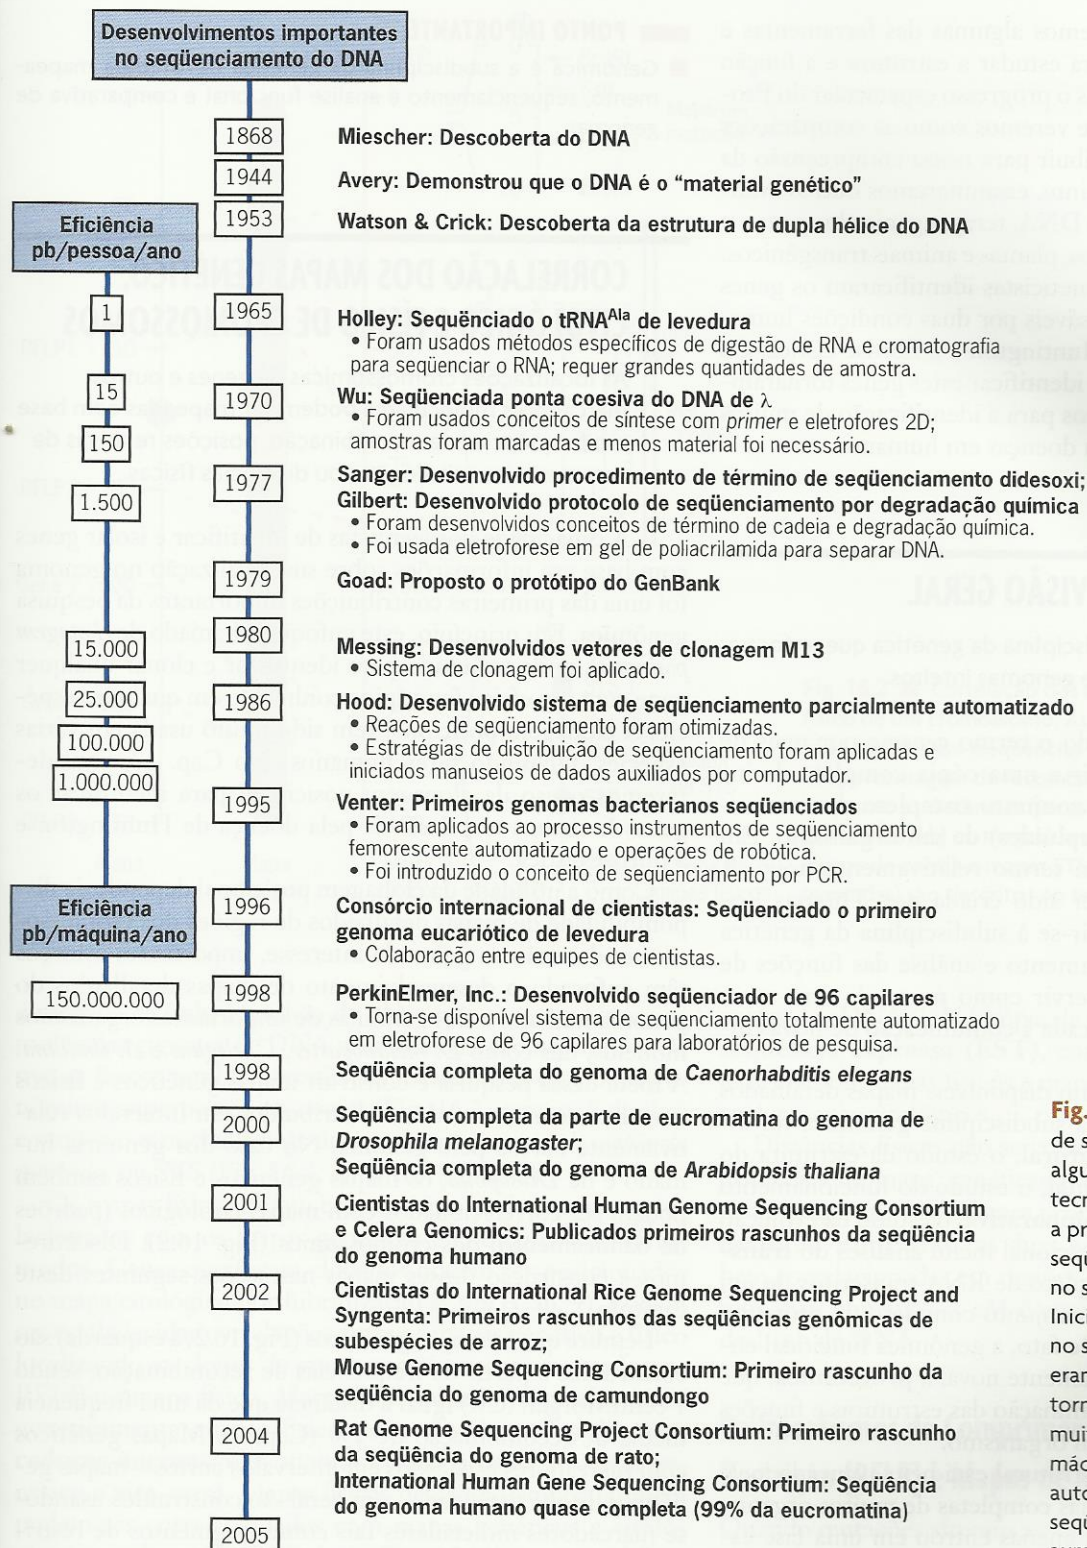 Desenvolvimentos importantes
no seqüenciamento do DNA
1868
Miescher: Descoberta do DNA
1944
Avery: Demonstrou que o DNA é o “material genético”
1953
Watson & Crick: Descoberta da estrutura de dupla hélice do DNA
Eficiência
pb/pessoa/ano
1
1965
Holley: Seqüenciado o tRNAAla de levedura
• Foram usados métodos específicos de digestão de RNA e cromatografia
para seqüenciar o RNA; requer grandes quantidades de amostra.
15
1970
Wu: Seqüenciada ponta coesiva do DNA de λ
• Foram usados conceitos de síntese com primer e eletrofores 2D;
amostras foram marcadas e menos material foi necessário.
150
1977
Sanger: Desenvolvido procedimento de término de seqüenciamento didesoxi;
Gilbert: Desenvolvido protocolo de seqüenciamento por degradação química
• Foram desenvolvidos conceitos de término de cadeia e degradação química.
• Foi usada eletroforese em gel de poliacrilamida para separar DNA.
1.500
1979
Goad: Proposto o protótipo do GenBank
15.000
1980
Messing: Desenvolvidos vetores de clonagem M13
• Sistema de clonagem foi aplicado.
25.000
1986
Hood: Desenvolvido sistema de seqüenciamento parcialmente automatizado
• Reações de seqüenciamento foram otimizadas.
• Estratégias de distribuição de seqüenciamento foram aplicadas e
iniciados manuseios de dados auxiliados por computador.
100.000
1.000.000
1995
Venter: Primeiros genomas bacterianos seqüenciados
• Foram aplicados ao processo instrumentos de seqüenciamento
femorescente automatizado e operações de robótica.
• Foi introduzido o conceito de seqüenciamento por PCR.
Eficiência
pb/máquina/ano
1996
Consórcio internacional de cientistas: Seqüenciado o primeiro
genoma eucariótico de levedura
• Colaboração entre equipes de cientistas.
150.000.000
1998
PerkinElmer, Inc.: Desenvolvido seqüenciador de 96 capilares
• Torna-se disponível sistema de seqüenciamento totalmente automatizado
em eletroforese de 96 capilares para laboratórios de pesquisa.
1998
Seqüência completa do genoma de Caenorhabditis elegans
2000
Seqüência completa da parte de eucromatina do genoma de
Drosophila melanogaster;
Seqüência completa do genoma de Arabidopsis thaliana
2001
Cientistas do International Human Genome Sequencing Consortium
e Celera Genomics: Publicados primeiros rascunhos da seqüência
do genoma humano
2002
Cientistas do International Rice Genome Sequencing Project and
Syngenta: Primeiros rascunhos das seqüências genômicas de
subespécies de arroz;
Mouse Genome Sequencing Consortium: Primeiro rascunho da
seqüência do genoma de camundongo
2004
Rat Genome Sequencing Project Consortium: Primeiro rascunho
da seqüência do genoma de rato;
International Human Gene Sequencing Consortium: Seqüência
do genoma humano quase completa (99% da eucromatina)
2005
Fig.
de s
algu
tecr
a pr
seqü
no s
Inic
no s
eran
torn
muit
mác
auto
seqü